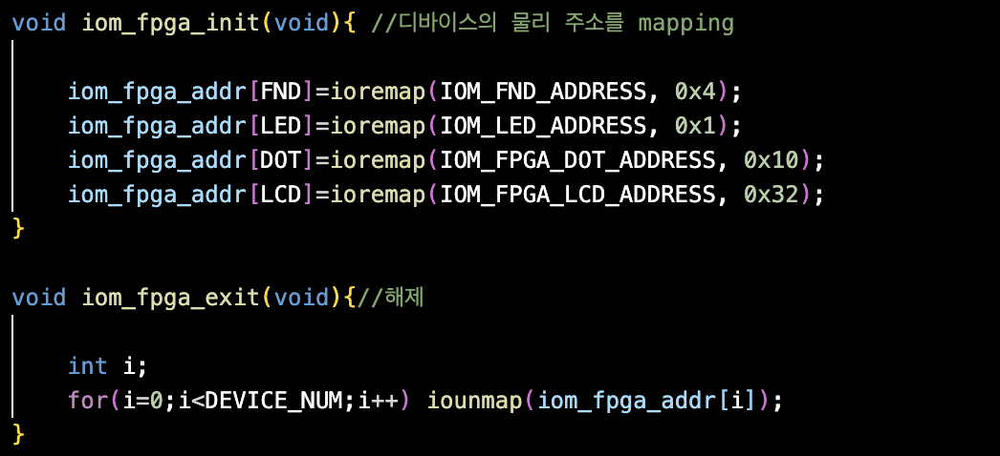 void iom_fpga_init(void){ //디바이스의 물리 주소를 mapping
iom_fpga_addr[FND]=ioremap(IOM_FND_ADDRESS, 0x4);
iom_fpga_addr[LED]=ioremap(IOM_LED_ADDRESS, 0x1);
iom_fpga_addr[DOT]=ioremap(IOM_FPGA_DOT_ADDRESS, 0x10);
iom_fpga_addr[LCD]=ioremap(IOM_FPGA_LCD_ADDRESS, 0x32);
}
void iom_fpga_exit(void){//해제
int i;
for(i=0;i<DEVICE_NUM;i++) iounmap(iom_fpga_addr[i]);
}